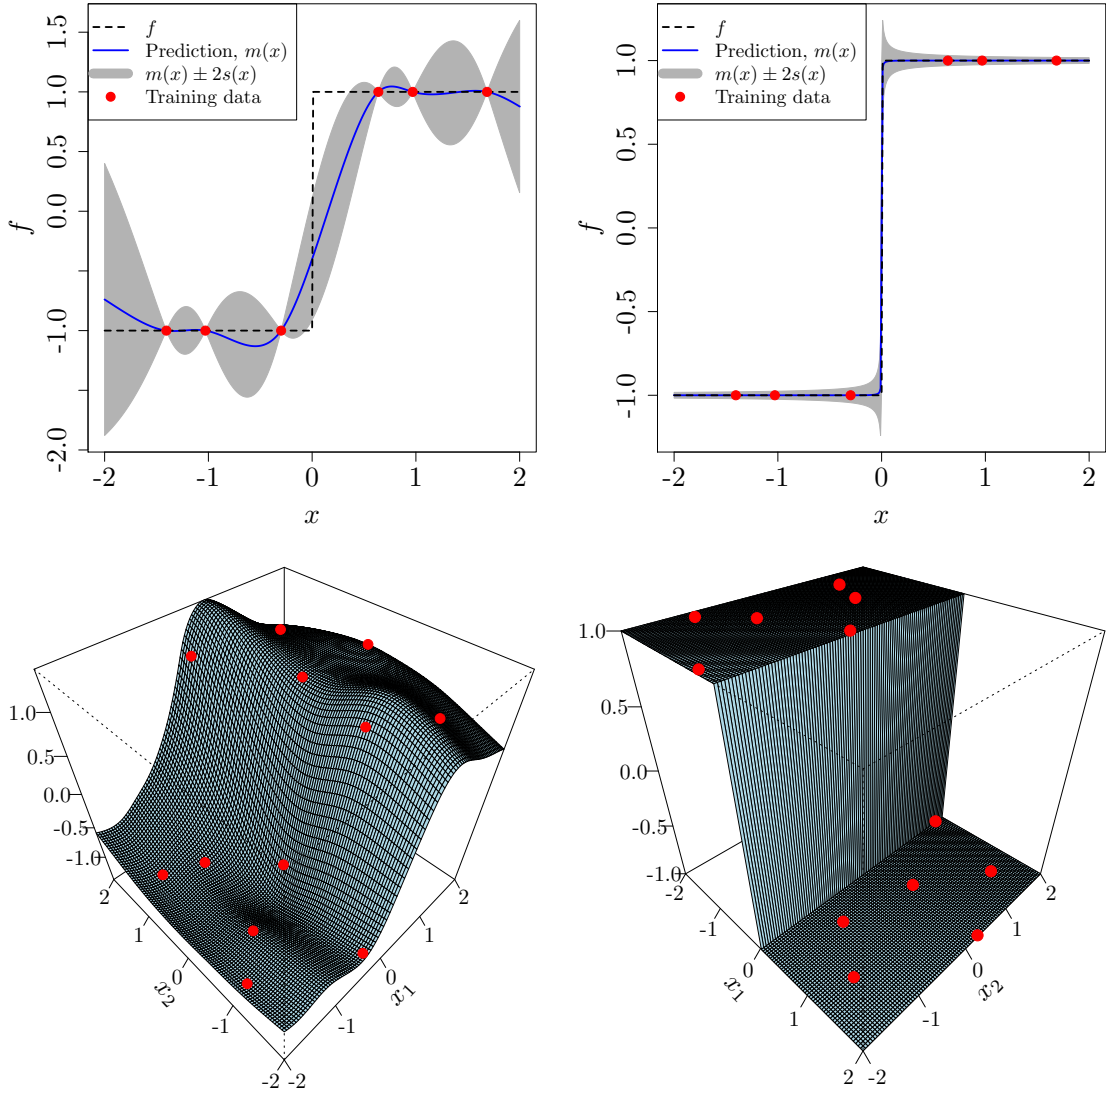 f
Prediction, m(x)
m(x) ± 2s(x)
Training data
1.5
1.0
0.5
0.0
-1.0
-2.0
f
-2 -1 0 1 2
x
f
Prediction, m(x)
m(x) ± 2s(x)
Training data
1.0
0.5
0.0
-0.5
-1.0
f
-2 -1 0 1 2
x
1.0
0.5
0.0
-0.5
-1.0
2
1
0
-1
-2
x₂
-2
-1
0
1
2
x₁
1.0
0.5
0.0
-0.5
-1.0
-2
-1
0
1
2
x₁
-2
-1
0
1
2
x₂